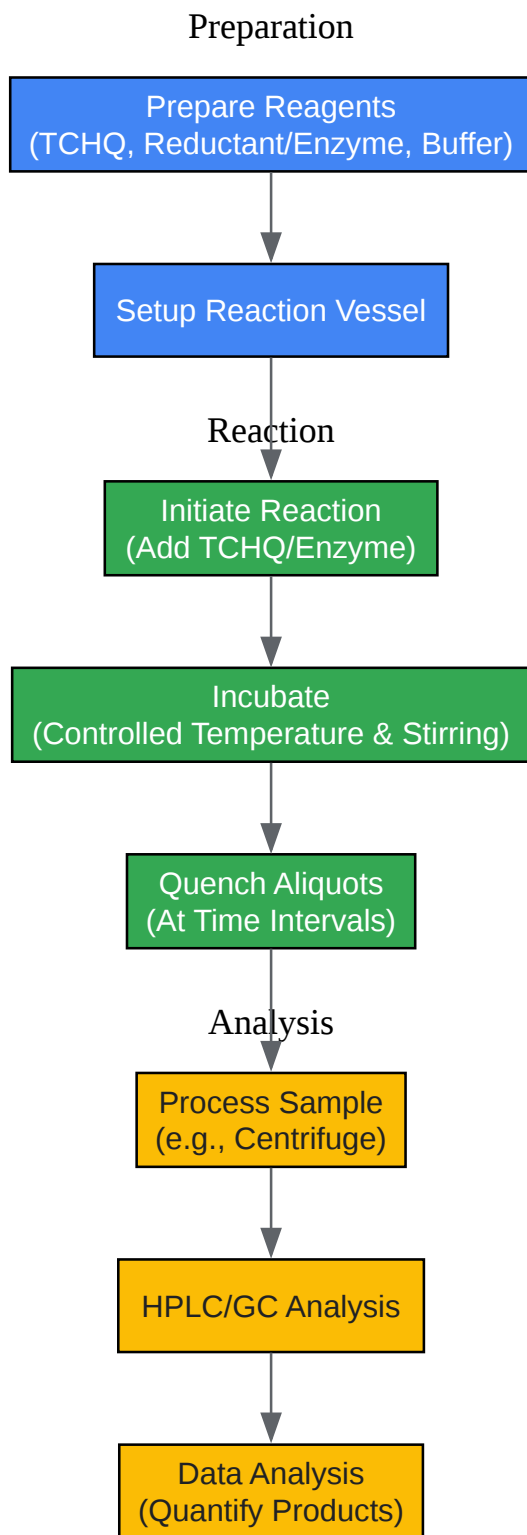 Preparation
Prepare Reagents
(TCHQ, Reductant/Enzyme, Buffer)
Setup Reaction Vessel
Reaction
Initiate Reaction
(Add TCHQ/Enzyme)
Incubate
(Controlled Temperature & Stirring)
Quench Aliquots
(At Time Intervals)
Analysis
Process Sample
(e.g., Centrifuge)
HPLC/GC Analysis
Data Analysis
(Quantify Products)